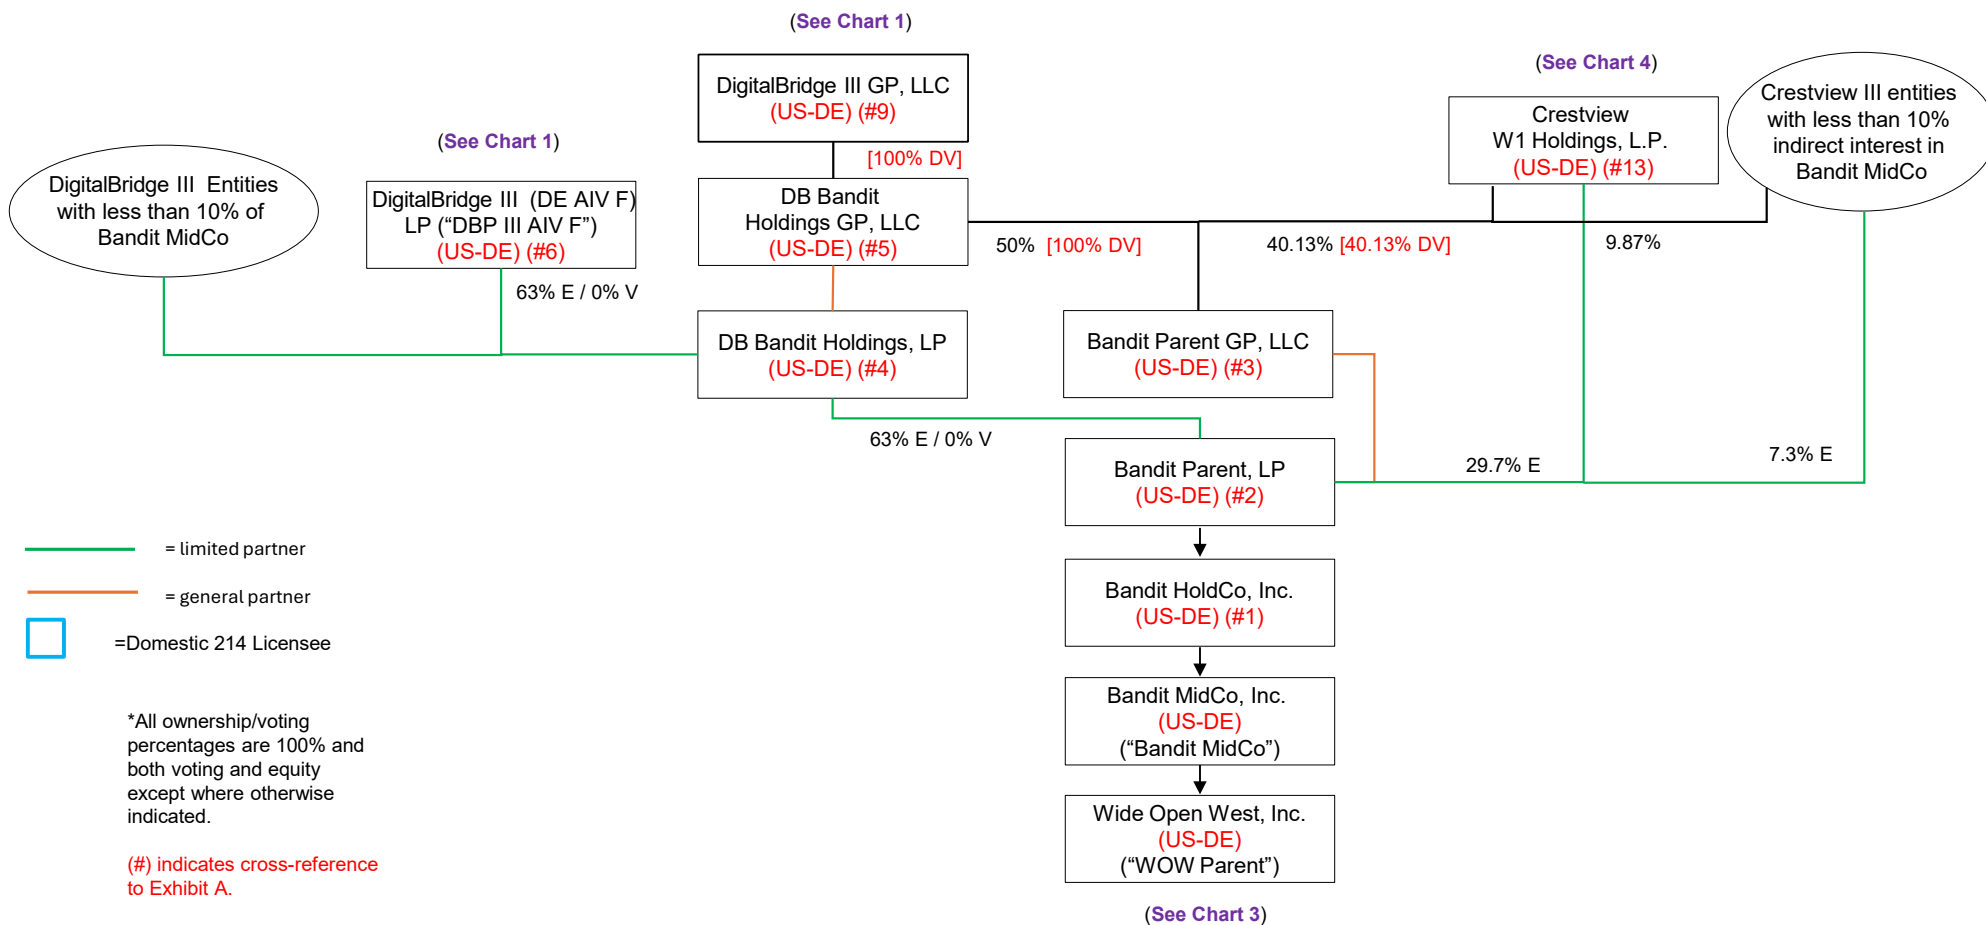 (See Chart 1)
DigitalBridge III GP, LLC
(US-DE) (#9)
[100% DV]
(See Chart 4)
Crestview
W1 Holdings, L.P.
(US-DE) (#13)
Crestview III entities
with less than 10%
indirect interest in
Bandit MidCo
(See Chart 1)
DigitalBridge III  Entities
with less than 10% of
Bandit MidCo
DigitalBridge III  (DE AIV F)
LP (“DBP III AIV F”)
(US-DE) (#6)
63% E / 0% V
DB Bandit
Holdings GP, LLC
(US-DE) (#5)
50%  [100% DV]
40.13% [40.13% DV]
9.87%
DB Bandit Holdings, LP
(US-DE) (#4)
Bandit Parent GP, LLC
(US-DE) (#3)
63% E / 0% V
29.7% E
7.3% E
Bandit Parent, LP
(US-DE) (#2)
Bandit HoldCo, Inc.
(US-DE) (#1)
Bandit MidCo, Inc.
(US-DE)
(“Bandit MidCo”)
Wide Open West, Inc.
(US-DE)
(“WOW Parent”)
(See Chart 3)
= limited partner
= general partner
=Domestic 214 Licensee
*All ownership/voting
percentages are 100% and
both voting and equity
except where otherwise
indicated.
(#) indicates cross-reference
to Exhibit A.